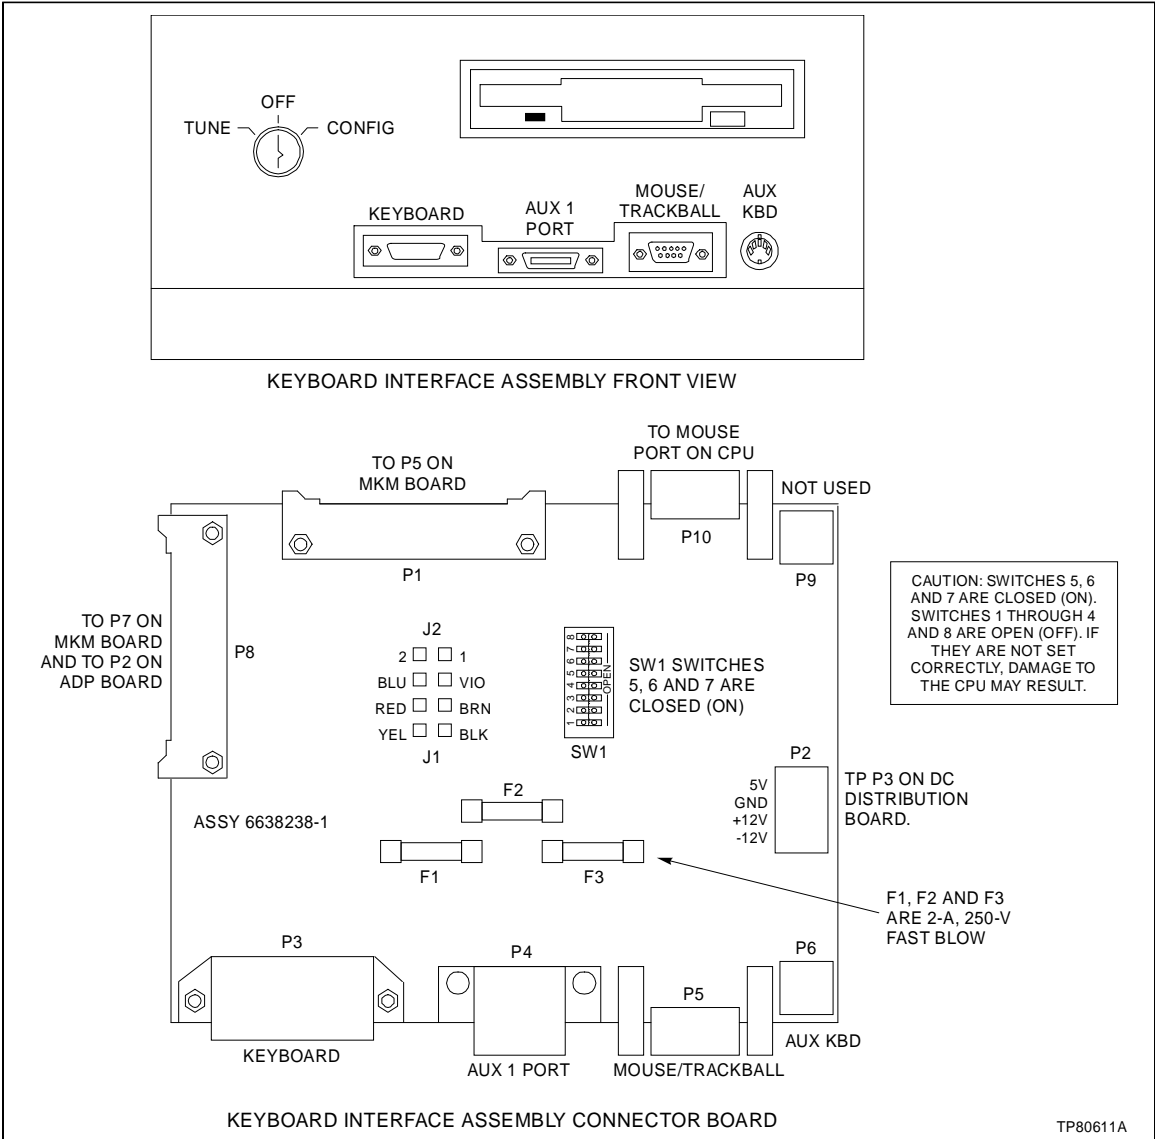 OFF
TUNE
CONFIG
KEYBOARD
AUX 1
PORT
MOUSE/
TRACKBALL
AUX
KBD
KEYBOARD INTERFACE ASSEMBLY FRONT VIEW
TO P5 ON
MKM BOARD
TO MOUSE
PORT ON CPU
NOT USED
P1
P10
P9
TO P7 ON
MKM BOARD
AND TO P2 ON
ADP BOARD
P8
J2
2
1
BLU
VIO
RED
BRN
YEL
BLK
J1
8
7
6
5
4
3
2
1
OPEN
SW1
SW1 SWITCHES
5, 6 AND 7 ARE
CLOSED (ON)
CAUTION: SWITCHES 5, 6
AND 7 ARE CLOSED (ON).
SWITCHES 1 THROUGH 4
AND 8 ARE OPEN (OFF). IF
THEY ARE NOT SET
CORRECTLY, DAMAGE TO
THE CPU MAY RESULT.
P2
5V
GND
+12V
-12V
TP P3 ON DC
DISTRIBUTION
BOARD.
ASSY 6638238-1
F2
F1
F3
F1, F2 AND F3
ARE 2-A, 250-V
FAST BLOW
P3
P4
P5
P6
KEYBOARD
AUX 1 PORT
MOUSE/TRACKBALL
AUX KBD
KEYBOARD INTERFACE ASSEMBLY CONNECTOR BOARD
TP80611A